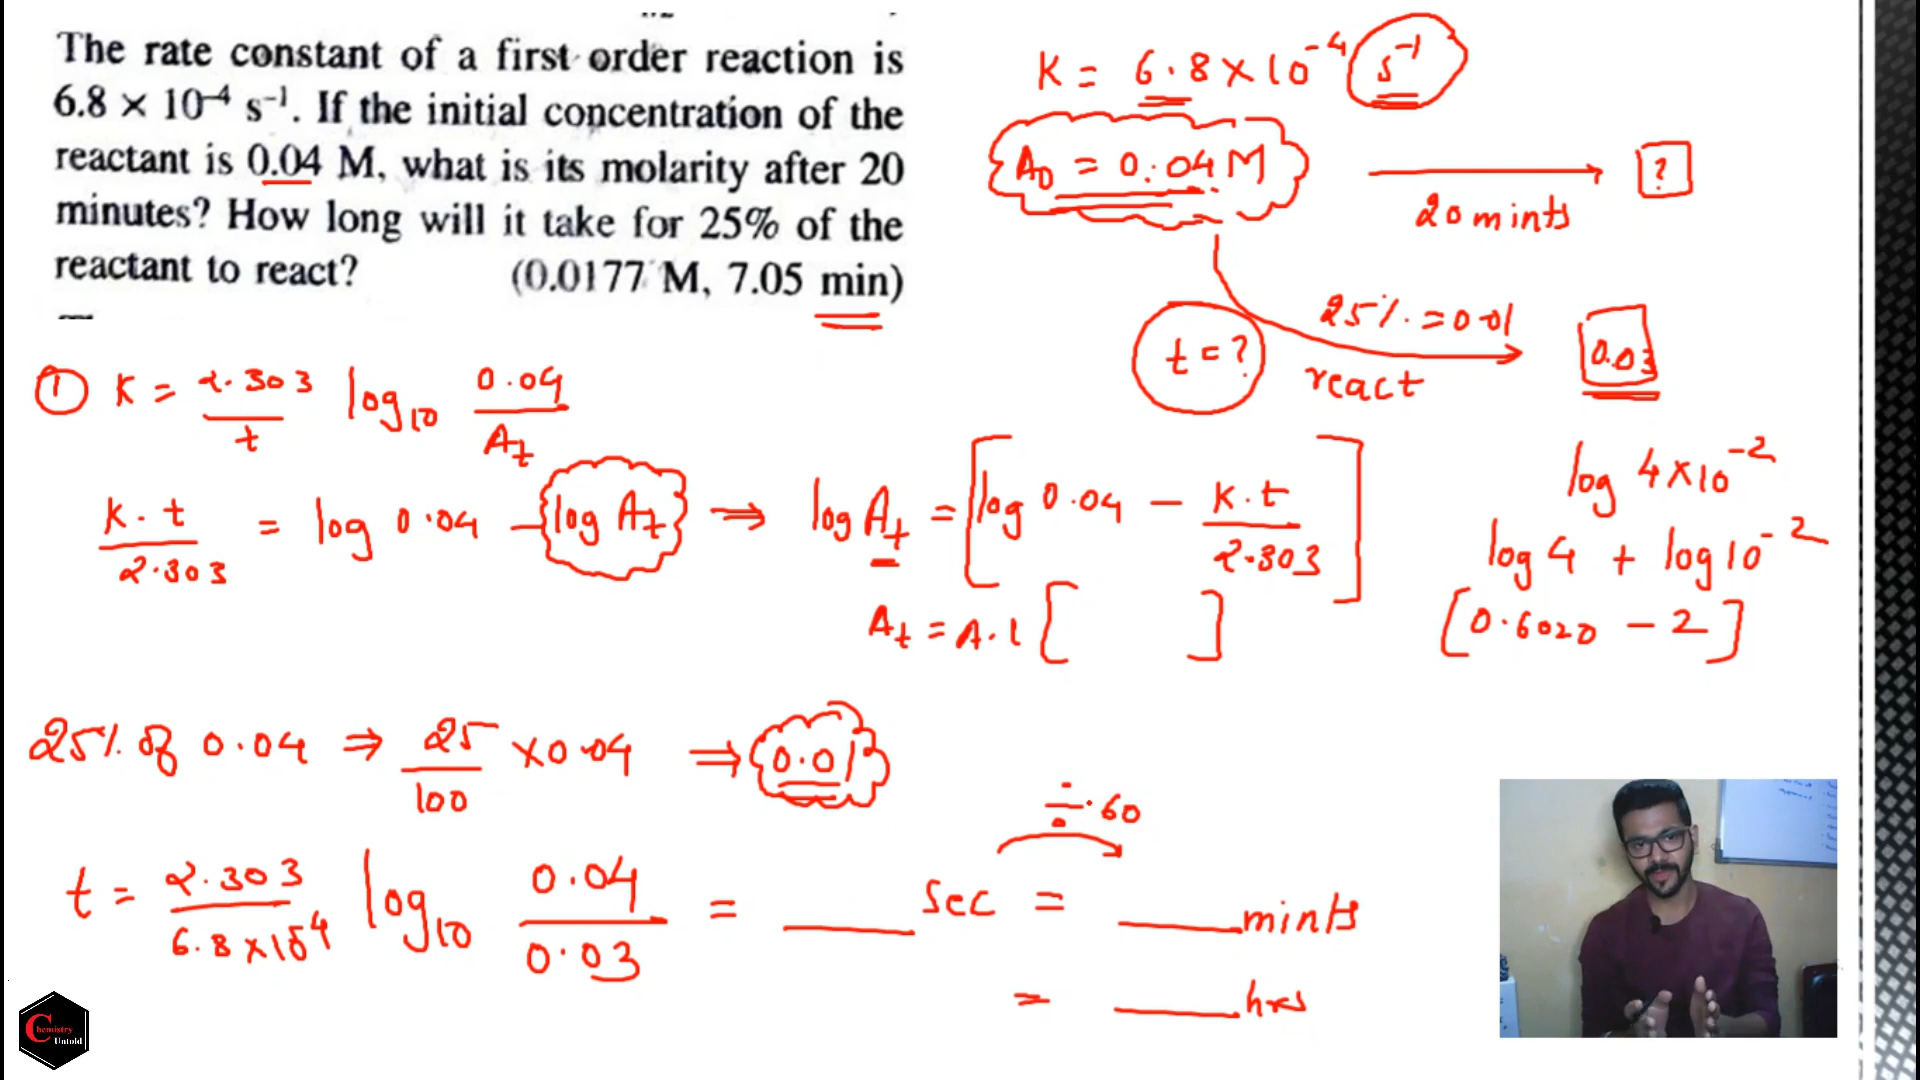 The rate constant of a first order reaction is
6.8 × 10⁻⁴ s⁻¹. If the initial concentration of the
reactant is 0.04 M, what is its molarity after 20
minutes? How long will it take for 25% of the
reactant to react? (0.0177 M, 7.05 min)
K = 6.8 × 10⁻⁴ s⁻¹
A₀ = 0.04 M
20 mints
?
t = ?
25% = 0.01
react
0.03
① K = 2.303 / t log₁₀ 0.04 / Aₜ
K.t / 2.303 = log 0.04 - log Aₜ ⇒ log Aₜ = [log 0.04 - K.t / 2.303]
Aₜ = A.l [ ]
log 4×10⁻²
log 4 + log 10⁻²
[0.6020 - 2]
25% of 0.04 ⇒ 25 / 100 × 0.04 ⇒ 0.01
÷ 60
t = 2.303 / 6.8×10⁻⁴ log₁₀ 0.04 / 0.03 = ____ sec = ____ mints
= ____ hrs
Chemistry
Untold